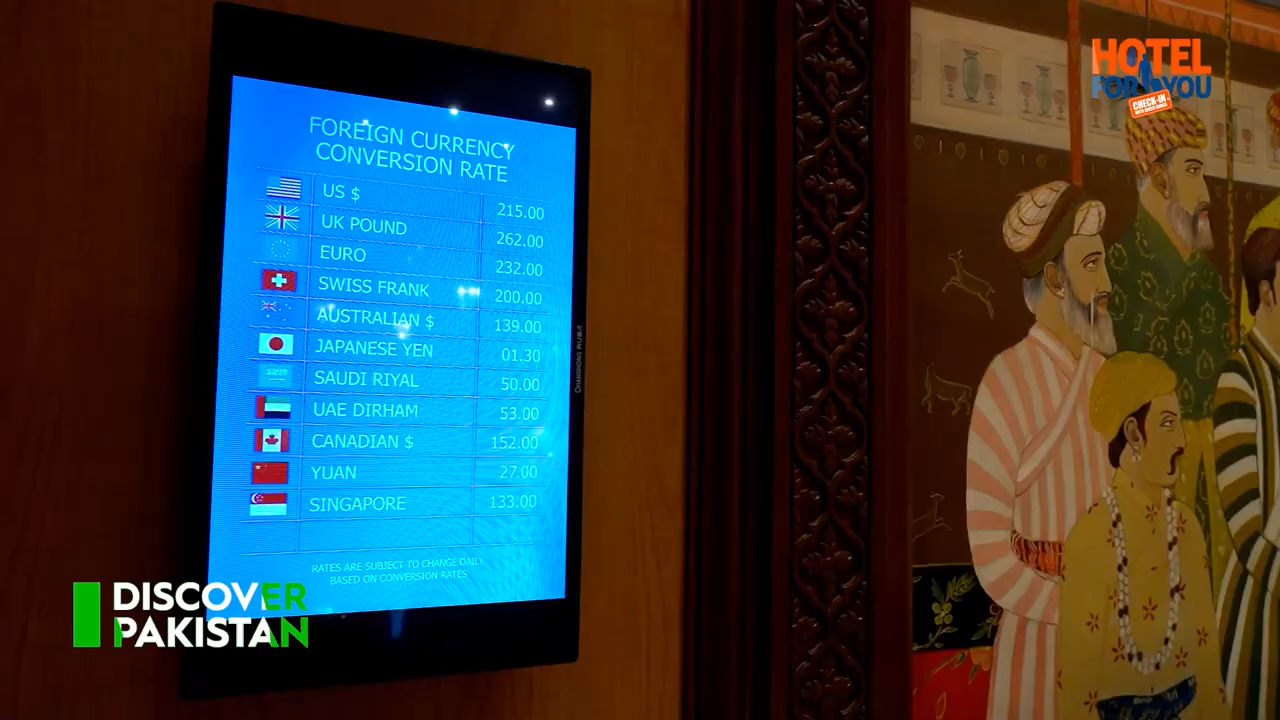 FOREIGN CURRENCY
CONVERSION RATE
US $ 215.00
UK POUND 262.00
EURO 232.00
SWISS FRANK 200.00
AUSTRALIAN $ 139.00
JAPANESE YEN 01.30
SAUDI RIYAL 50.00
UAE DIRHAM 53.00
CANADIAN $ 152.00
YUAN 27.00
SINGAPORE 133.00
RATES ARE SUBJECT TO CHANGE DAILY
BASED ON CONVERSION RATES
HOTEL
FOR YOU
CHECK-IN
DISCOVER
PAKISTAN